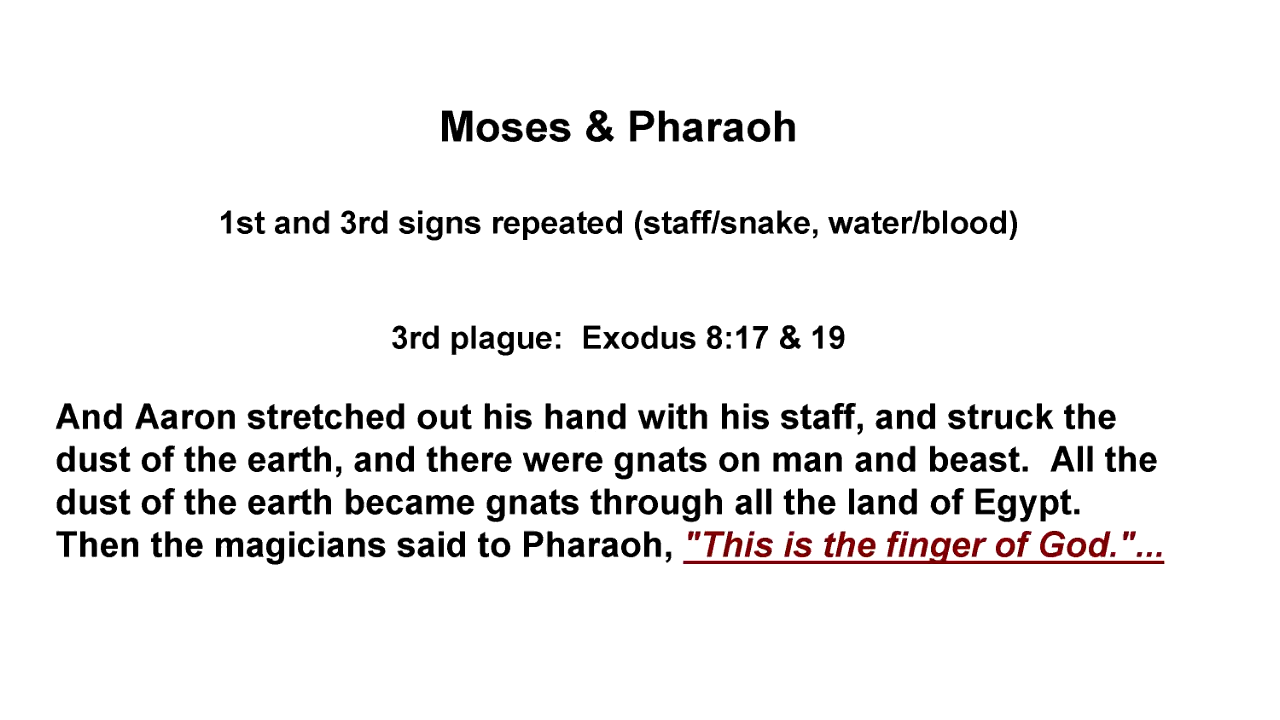 Moses & Pharaoh
1st and 3rd signs repeated (staff/snake, water/blood)
3rd plague:  Exodus 8:17 & 19
And Aaron stretched out his hand with his staff, and struck the
dust of the earth, and there were gnats on man and beast.  All the
dust of the earth became gnats through all the land of Egypt.
Then the magicians said to Pharaoh, "This is the finger of God."...